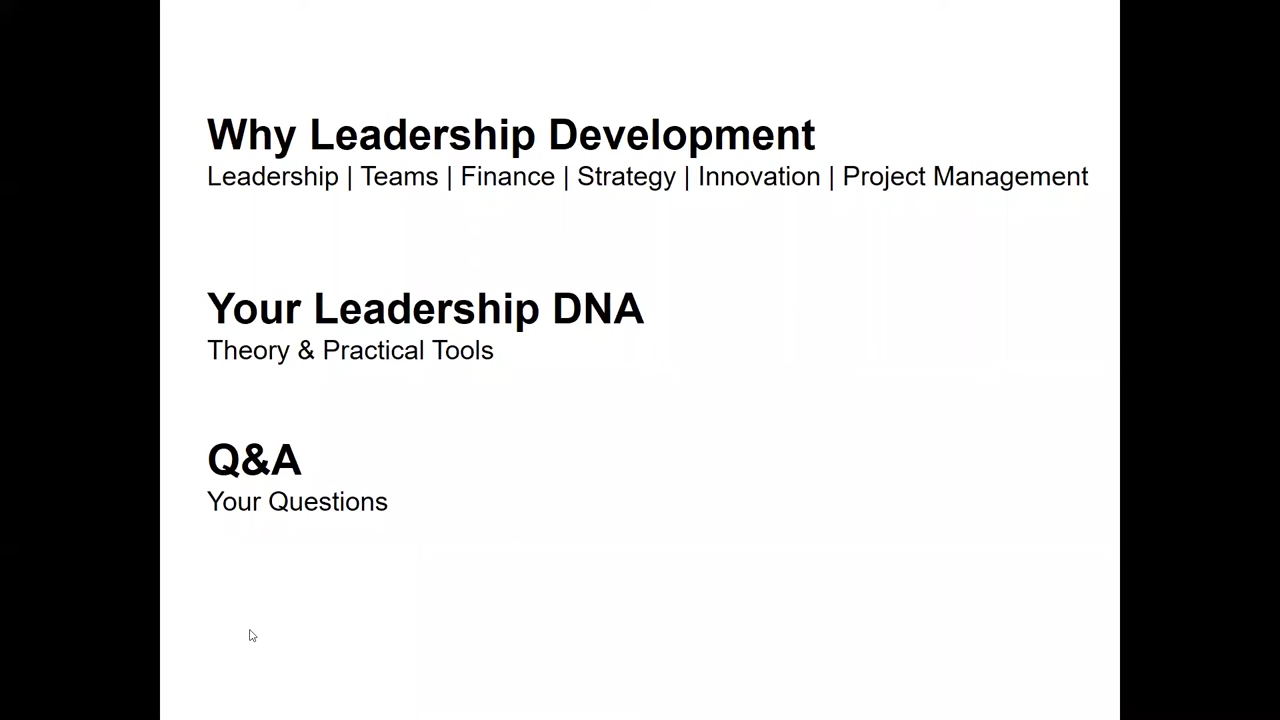 Why Leadership Development
Leadership | Teams | Finance | Strategy | Innovation | Project Management
Your Leadership DNA
Theory & Practical Tools
Q&A
Your Questions